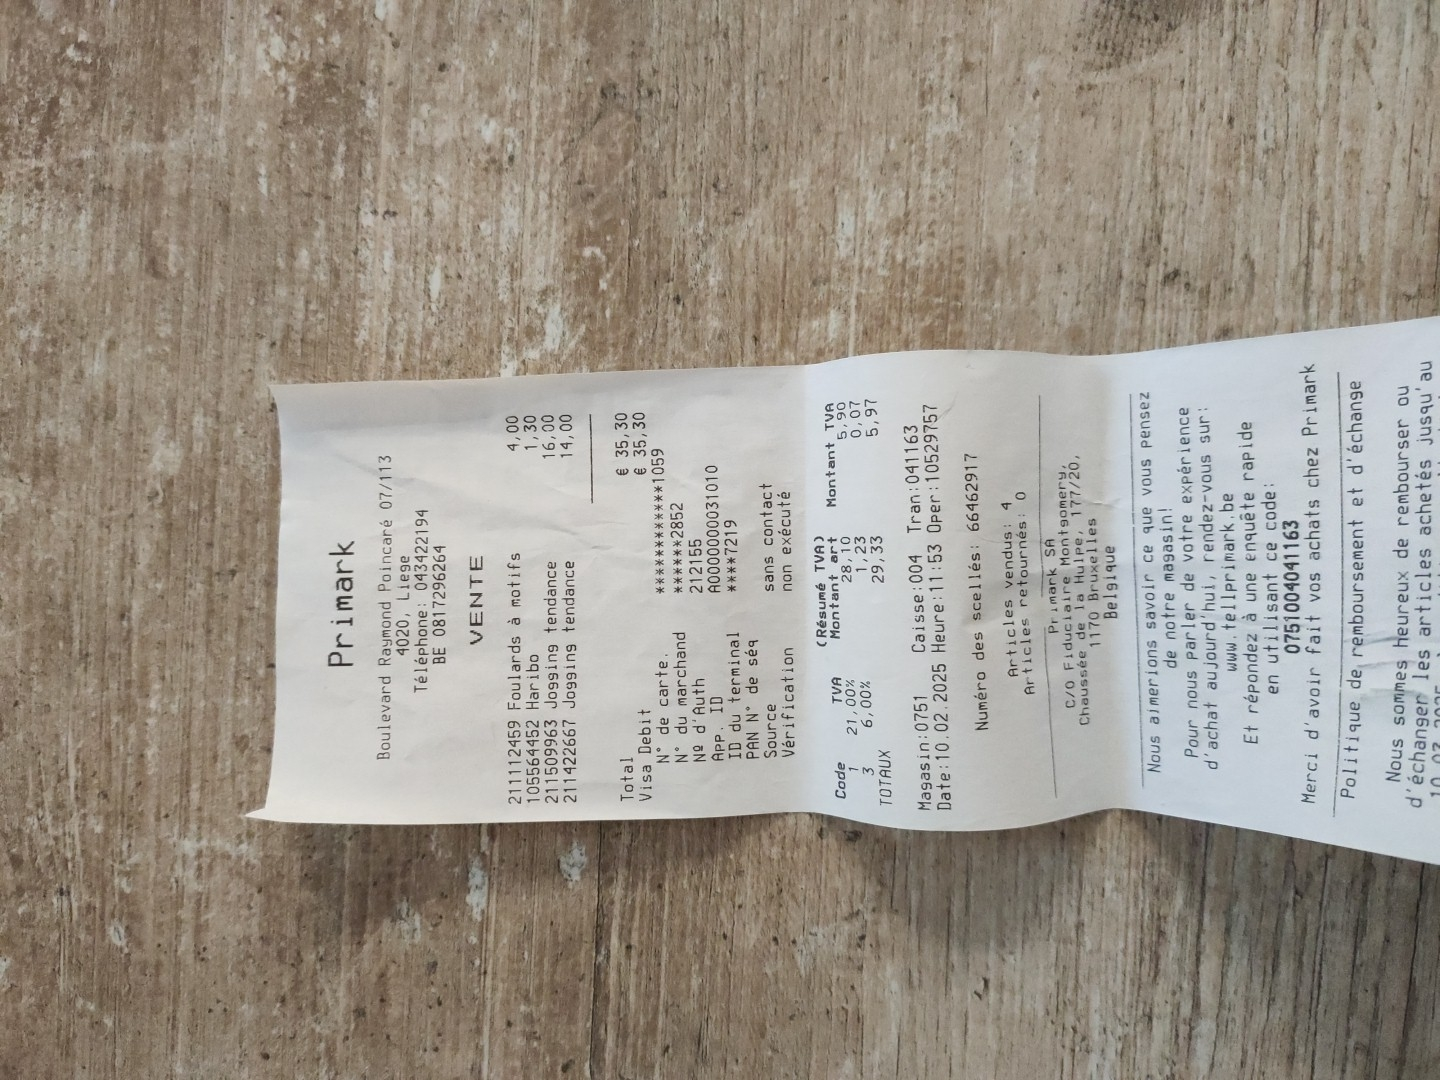 Primark
Boulevard Raymond Poincaré 07/113
4020, Liege
Téléphone: 043422194
BE 0817296264
VENTE
211112459 Foulards à motifs 4,00
105564452 Haribo 1,30
211509963 Jogging tendance 16,00
211422667 Jogging tendance 14,00
Total € 35,30
Visa Debit € 35,30
N° de carte. ************1059
N° du marchand ******2852
Nº d'Auth 212155
App. ID A0000000031010
ID du terminal ****7219
PAN N° de séq
Source sans contact
Vérification non exécuté
(Résumé TVA)
Code TVA Montant art Montant TVA
1 21,00% 28,10 5,90
3 6,00% 1,23 0,07
TOTAUX 29,33 5,97
Magasin:0751 Caisse:004 Tran:041163
Date:10.02.2025 Heure:11:53 Oper:10529757
Numéro des scellés: 66462917
Articles Vendus: 4
Articles retournés: 0
Primark SA
C/O Fiduciaire Montgomery,
Chaussée de la Hulpe, 177/20,
1170 Bruxelles
Belgique
Nous aimerions savoir ce que vous pensez
de notre magasin!
Pour nous parler de votre expérience
d'achat aujourd'hui, rendez-vous sur:
www.tellprimark.be
Et répondez à une enquête rapide
en utilisant ce code:
0751004041163
Merci d'avoir fait vos achats chez Primark
Politique de remboursement et d'échange
Nous sommes heureux de rembourser ou
d'échanger les articles achetés jusqu'au